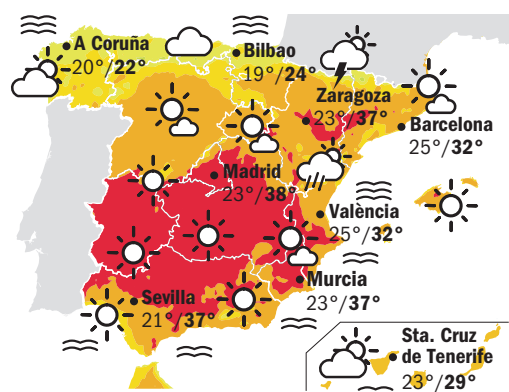 A Coruña
20°/22°
Bilbao
19°/24°
Zaragoza
23°/37°
Barcelona
25°/32°
Madrid
23°/38°
València
25°/32°
Murcia
23°/37°
Sevilla
21°/37°
Sta. Cruz
de Tenerife
23°/29°